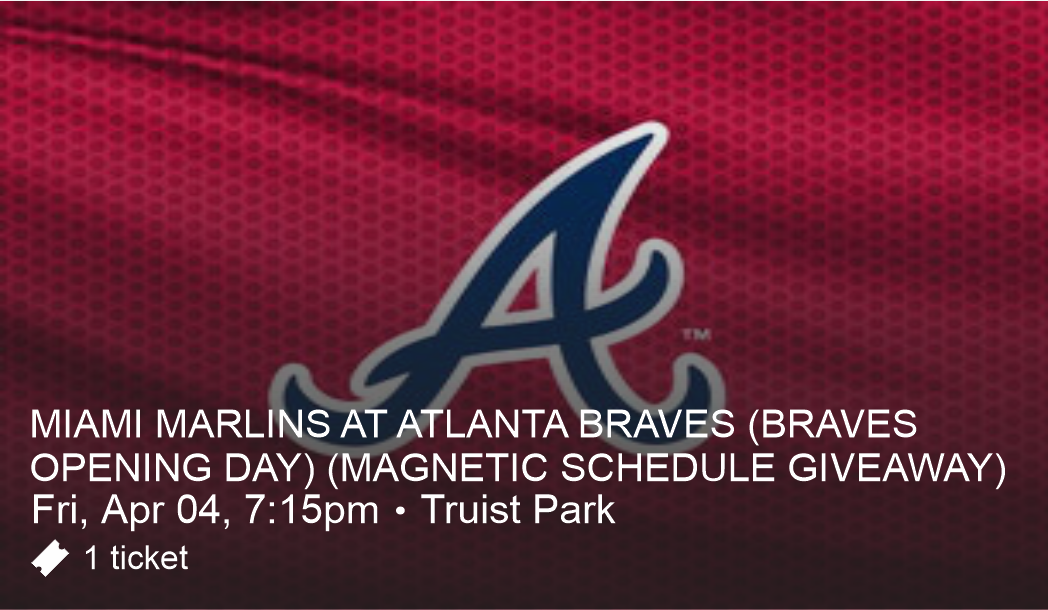 A
TM
MIAMI MARLINS AT ATLANTA BRAVES (BRAVES
OPENING DAY) (MAGNETIC SCHEDULE GIVEAWAY)
Fri, Apr 04, 7:15pm • Truist Park
1 ticket